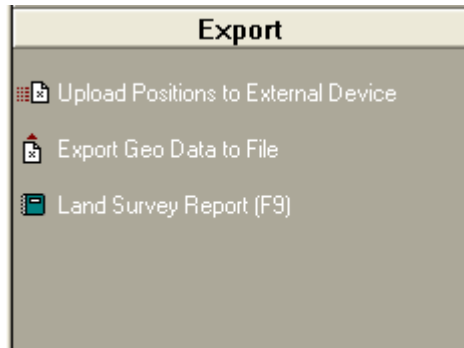 Export
Upload Positions to External Device
Export Geo Data to File
Land Survey Report (F9)